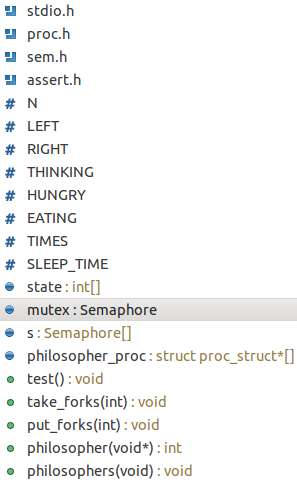 stdio.h
proc.h
sem.h
assert.h
# N
# LEFT
# RIGHT
# THINKING
# HUNGRY
# EATING
# TIMES
# SLEEP_TIME
state : int[]
mutex : Semaphore
s : Semaphore[]
philosopher_proc : struct proc_struct*[]
test() : void
take_forks(int) : void
put_forks(int) : void
philosopher(void*) : int
philosophers(void) : void